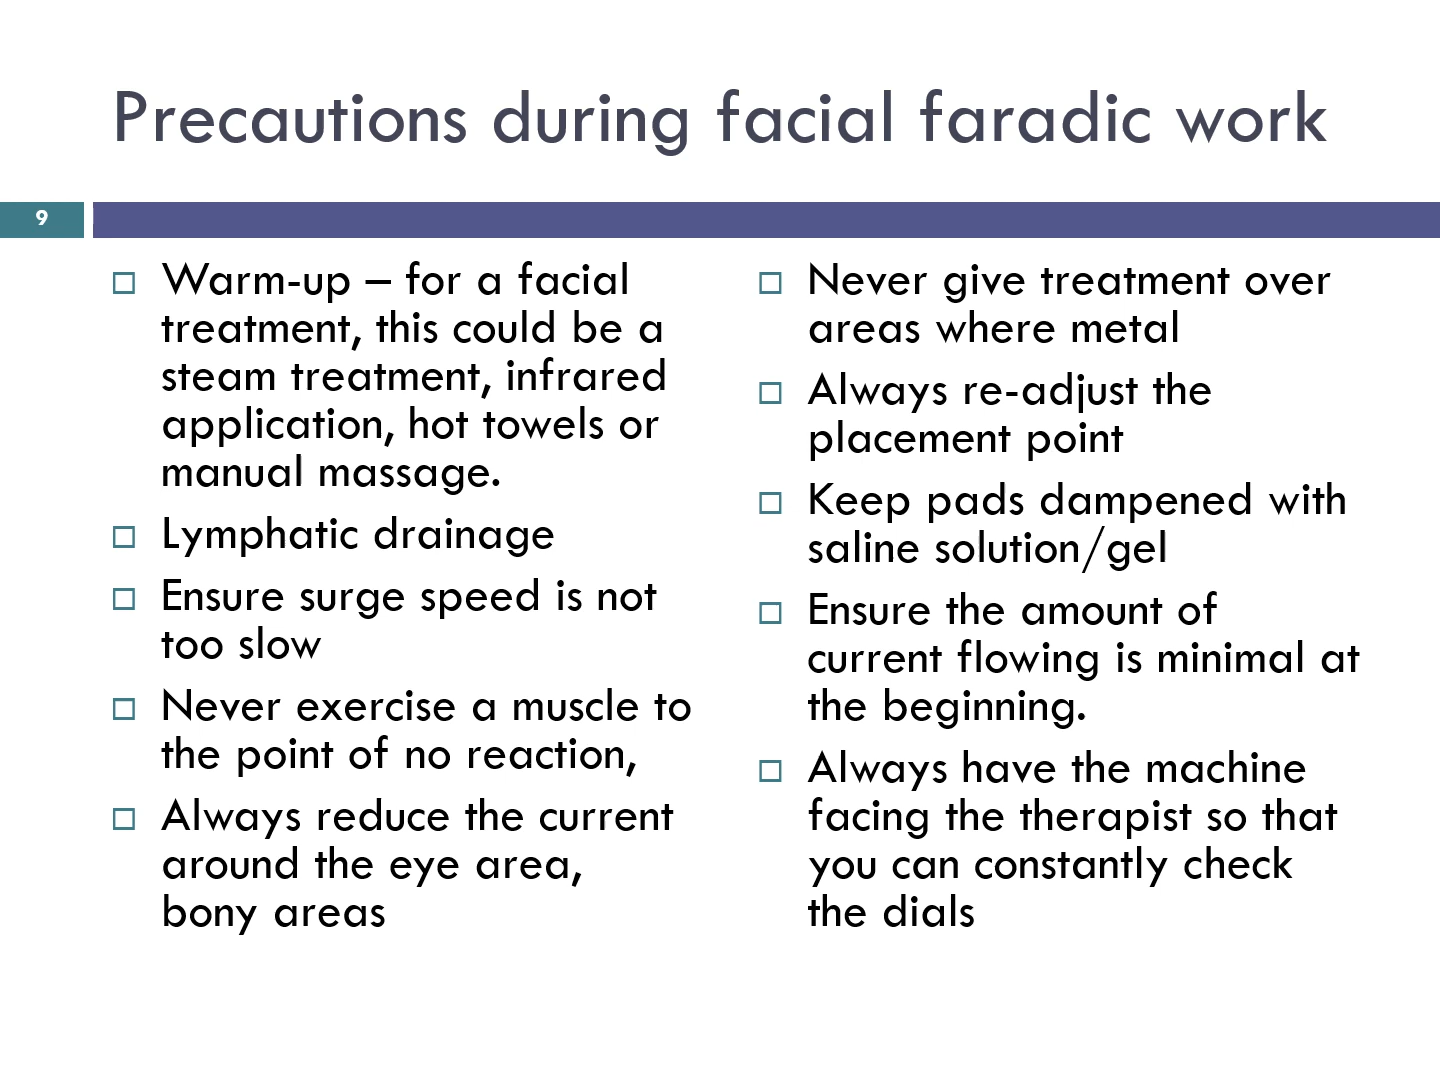 Precautions during facial faradic work
9
Warm-up – for a facial
treatment, this could be a
steam treatment, infrared
application, hot towels or
manual massage.
Lymphatic drainage
Ensure surge speed is not
too slow
Never exercise a muscle to
the point of no reaction,
Always reduce the current
around the eye area,
bony areas
Never give treatment over
areas where metal
Always re-adjust the
placement point
Keep pads dampened with
saline solution/gel
Ensure the amount of
current flowing is minimal at
the beginning.
Always have the machine
facing the therapist so that
you can constantly check
the dials